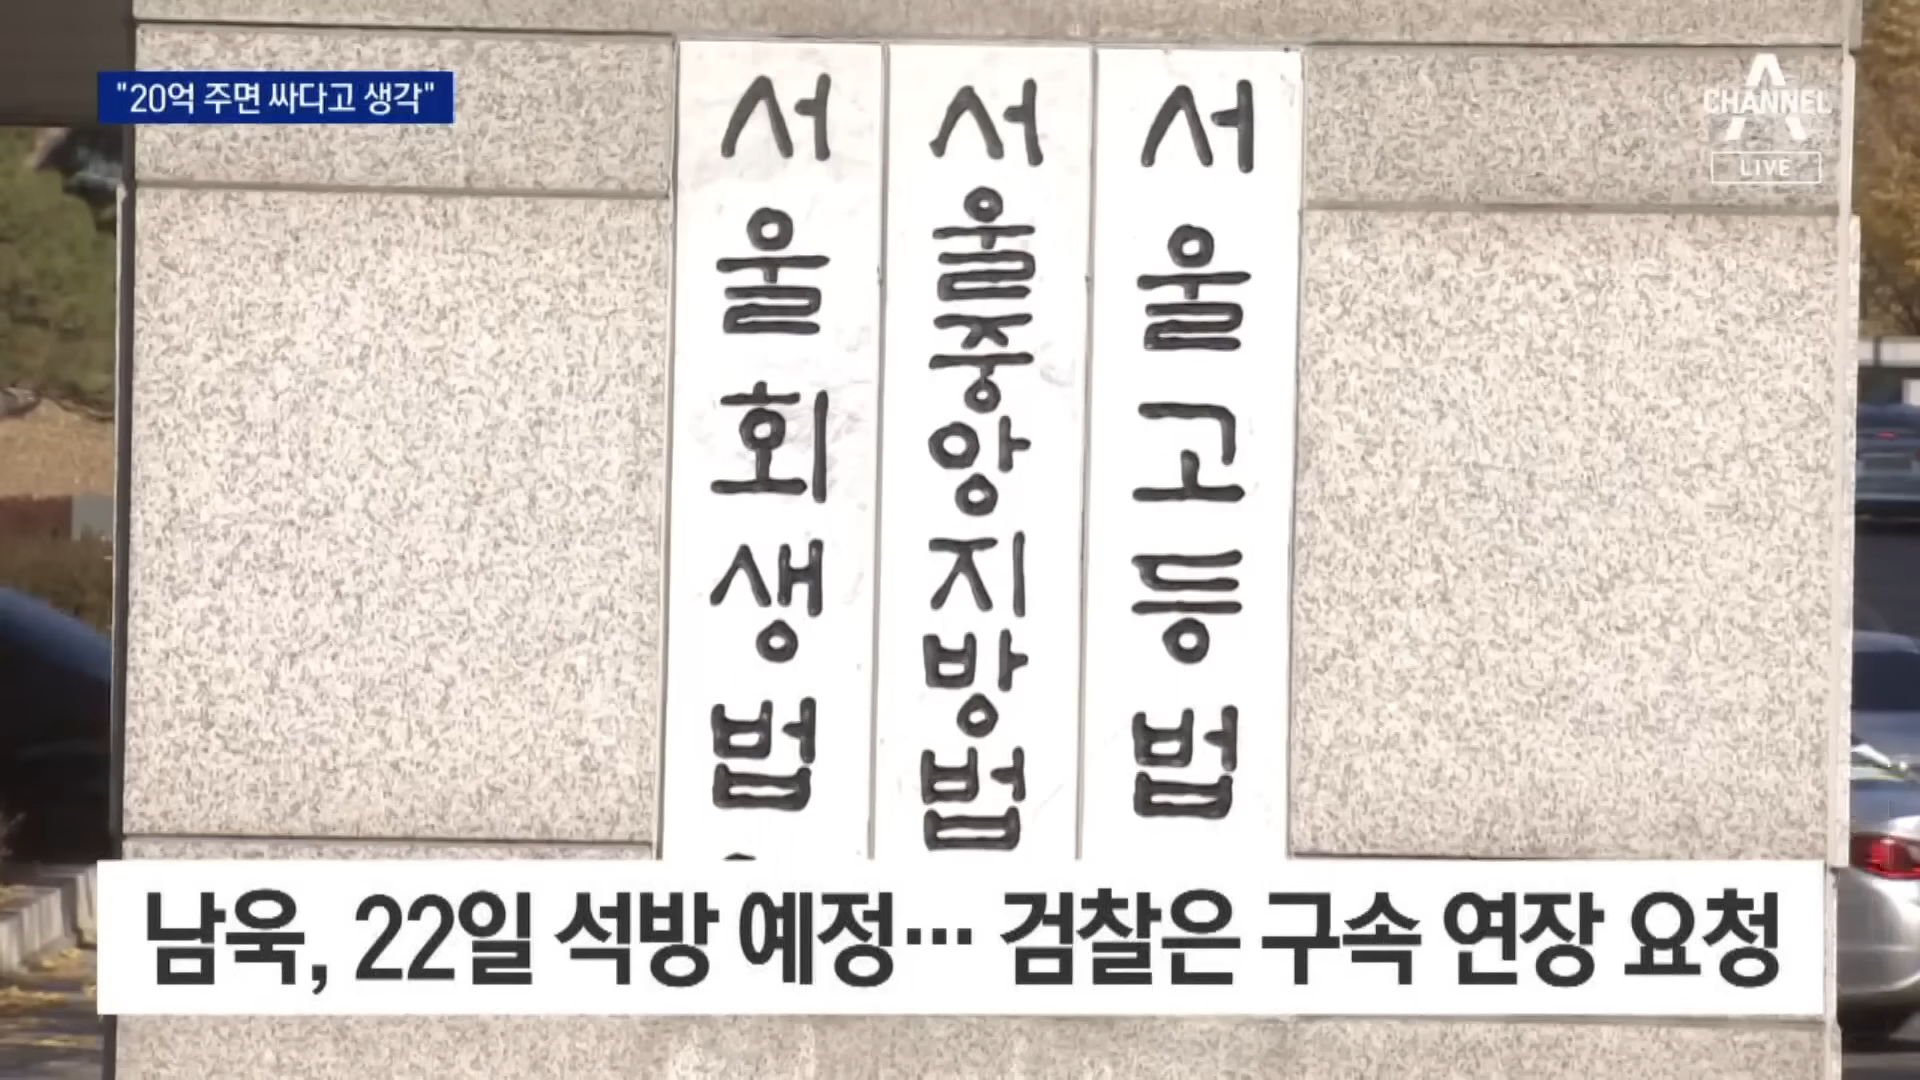 "20억 주면 싸다고 생각"
CHANNEL A
LIVE
서울회생법
서울중앙지방법
서울고등법
남욱, 22일 석방 예정… 검찰은 구속 연장 요청